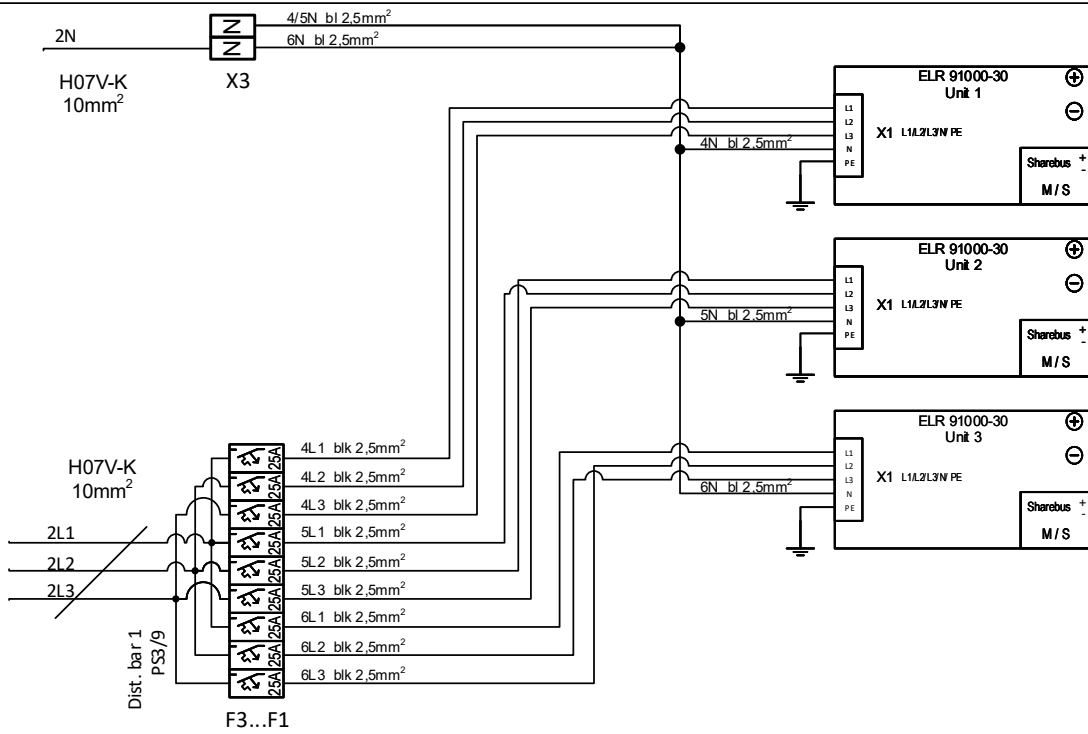 2N
H07V-K
10mm²
N
N
X3
4/5N bl 2,5mm²
6N bl 2,5mm²
ELR 91000-30
Unit 1
L1
L2
L3
N
PE
X1 L1/L2/L3/N/ PE
4N bl 2,5mm²
Sharebus + -
M / S
ELR 91000-30
Unit 2
L1
L2
L3
N
PE
X1 L1/L2/L3/N/ PE
5N bl 2,5mm²
Sharebus + -
M / S
ELR 91000-30
Unit 3
L1
L2
L3
N
PE
X1 L1/L2/L3/N/ PE
6N bl 2,5mm²
Sharebus + -
M / S
H07V-K
10mm²
2L1
2L2
2L3
Dist. bar 1
PS3/9
25A
25A
25A
25A
25A
25A
25A
25A
25A
4L1 blk 2,5mm²
4L2 blk 2,5mm²
4L3 blk 2,5mm²
5L1 blk 2,5mm²
5L2 blk 2,5mm²
5L3 blk 2,5mm²
6L1 blk 2,5mm²
6L2 blk 2,5mm²
6L3 blk 2,5mm²
F3...F1